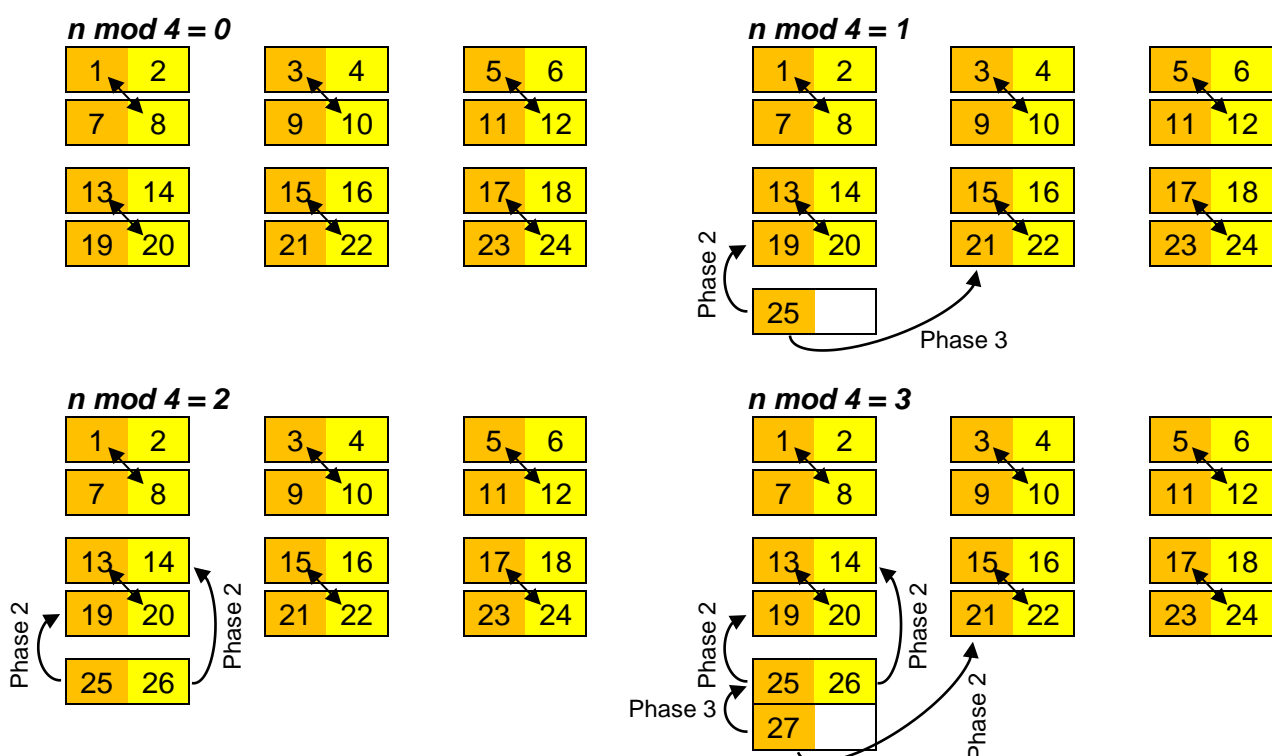 n mod 4 = 0
1 2 3 4 5 6
7 8 9 10 11 12
13 14 15 16 17 18
19 20 21 22 23 24
n mod 4 = 1
1 2 3 4 5 6
7 8 9 10 11 12
13 14 15 16 17 18
19 20 21 22 23 24
Phase 2
25
Phase 3
n mod 4 = 2
1 2 3 4 5 6
7 8 9 10 11 12
13 14 15 16 17 18
19 20 21 22 23 24
Phase 2
Phase 2
25 26
n mod 4 = 3
1 2 3 4 5 6
7 8 9 10 11 12
13 14 15 16 17 18
19 20 21 22 23 24
Phase 2
Phase 2
25 26
Phase 3
27
Phase 2